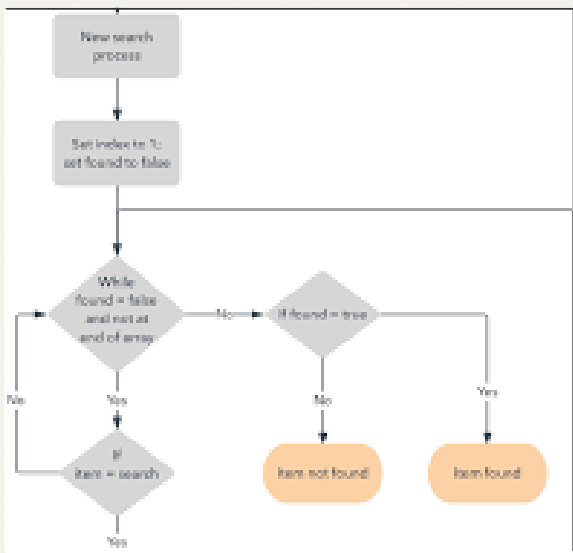 New search
process
Set index to 1;
set found to false
While
found = false
and not at
end of array
No
If found = true
No
Yes
No
Yes
If
item = search
item not found
item found
Yes